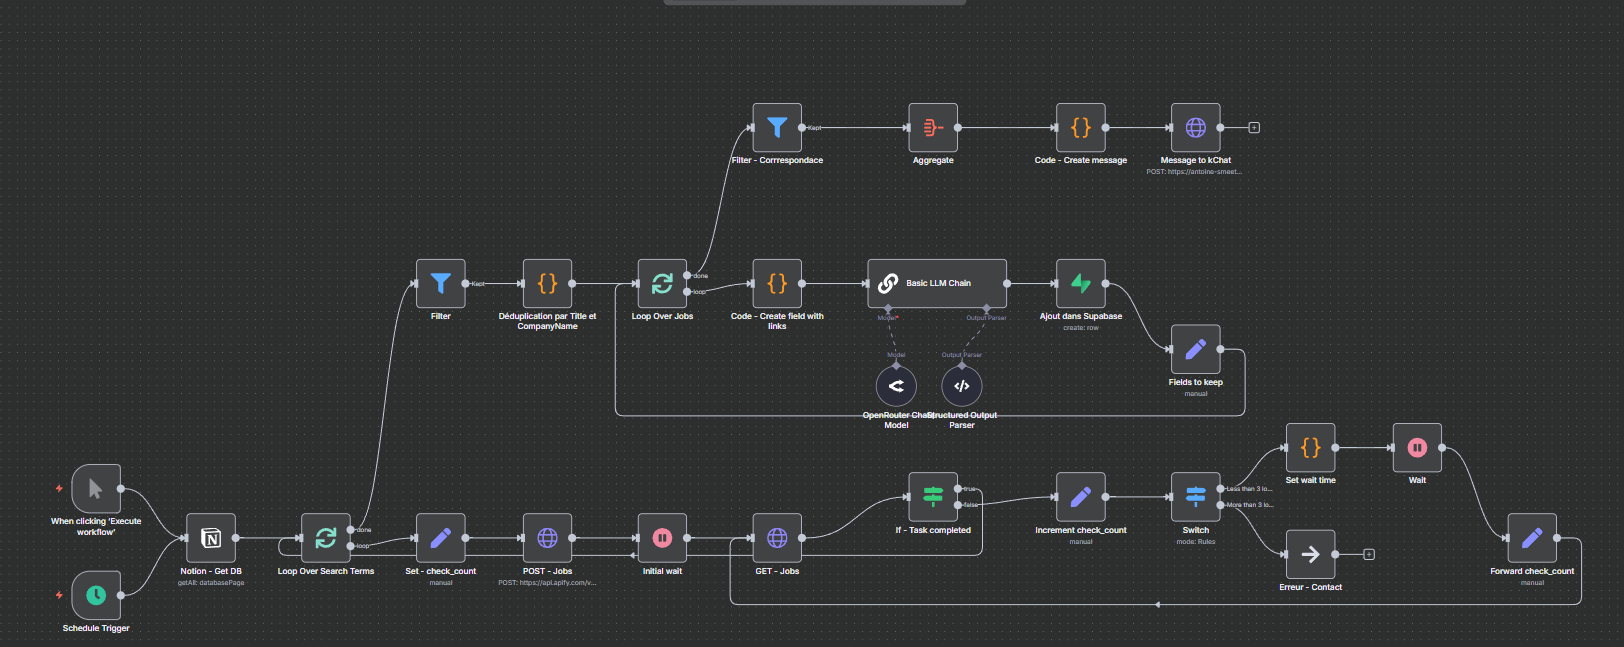 Kept
Filter - Corrrespondace
Aggregate
Code - Create message
Message to kChat
POST: https://antoine-smeet...
Kept
done
loop
Basic LLM Chain
Filter
Déduplication par Title et
CompanyName
Loop Over Jobs
Code - Create field with
links
Model*
Output Parser
Ajout dans Supabase
create: row
Model
Output Parser
Fields to keep
manual
OpenRouter Chat
Model
Structured Output
Parser
When clicking ‘Execute
workflow’
Schedule Trigger
Notion - Get DB
getAll: databasePage
done
loop
Loop Over Search Terms
Set - check_count
manual
POST - Jobs
POST: https://api.apify.com/v...
Initial wait
GET - Jobs
true
false
If - Task completed
Increment check_count
manual
Less than 3 lo...
More than 3 lo...
Switch
mode: Rules
Set wait time
Wait
Erreur - Contact
Forward check_count
manual